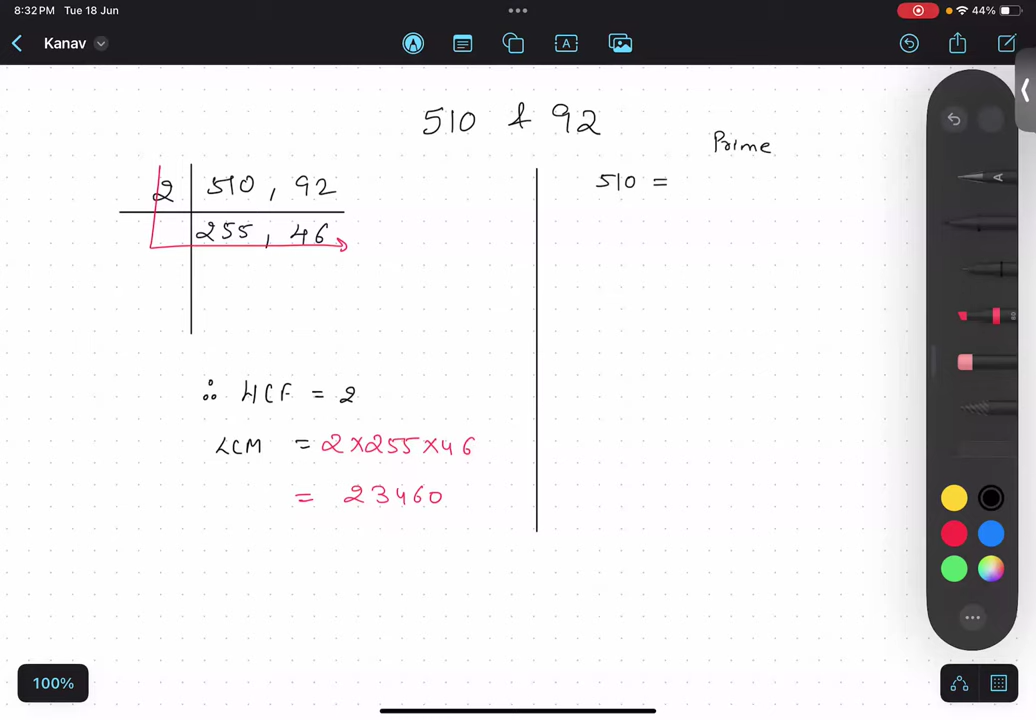 8:32 PM Tue 18 Jun
44%
Kanav
510 & 92
2 510, 92
255, 46
∴ HCF = 2
LCM = 2×255×46
= 23460
Prime
510 =
A
A
80
100%